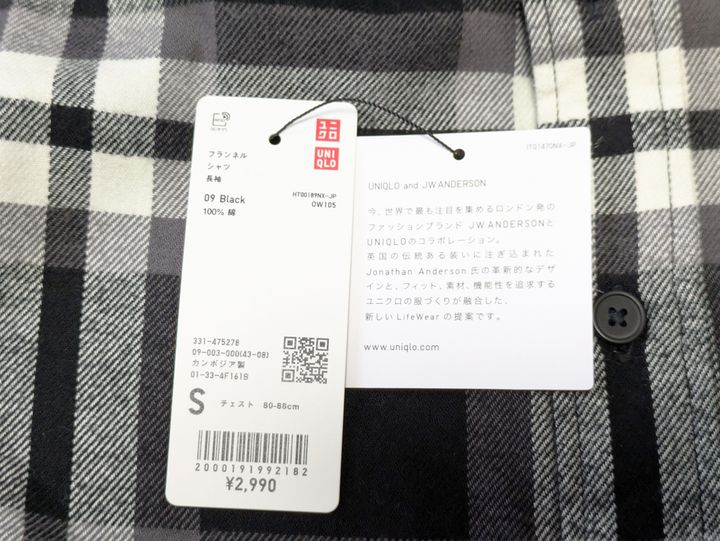 ユニ
クロ
UNI
QLO
フランネル
シャツ
長袖
09 Black
100% 綿
HT00189NX-JP
OW105
331-475278
09-003-000(43-08)
カンボジア製
01-33-4F161B
S チェスト 80-88cm
2000191992182
¥2,990
IT01470NX-JP
UNIQLO and JW ANDERSON
今、世界で最も注目を集めるロンドン発の
ファッションブランド JW ANDERSONと
UNIQLOのコラボレーション。
英国の伝統ある装いに注ぎ込まれた
Jonathan Anderson 氏の革新的なデザ
インと、フィット、素材、機能性を追求する
ユニクロの服づくりが融合した、
新しい LifeWear の提案です。
www.uniqlo.com